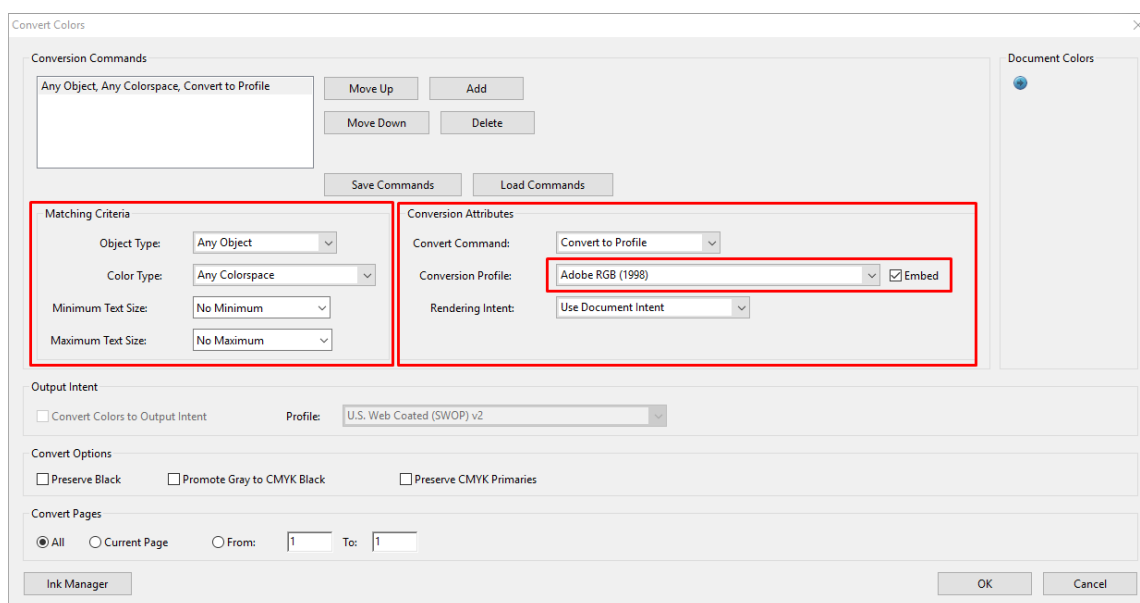 Convert Colors
Conversion Commands
Document Colors
Any Object, Any Colorspace, Convert to Profile
Move Up
Add
Move Down
Delete
Save Commands
Load Commands
Matching Criteria
Object Type: Any Object
Color Type: Any Colorspace
Minimum Text Size: No Minimum
Maximum Text Size: No Maximum
Conversion Attributes
Convert Command: Convert to Profile
Conversion Profile: Adobe RGB (1998) Embed
Rendering Intent: Use Document Intent
Output Intent
Convert Colors to Output Intent Profile: U.S. Web Coated (SWOP) v2
Convert Options
Preserve Black Promote Gray to CMYK Black Preserve CMYK Primaries
Convert Pages
All Current Page From: 1 To: 1
Ink Manager OK Cancel